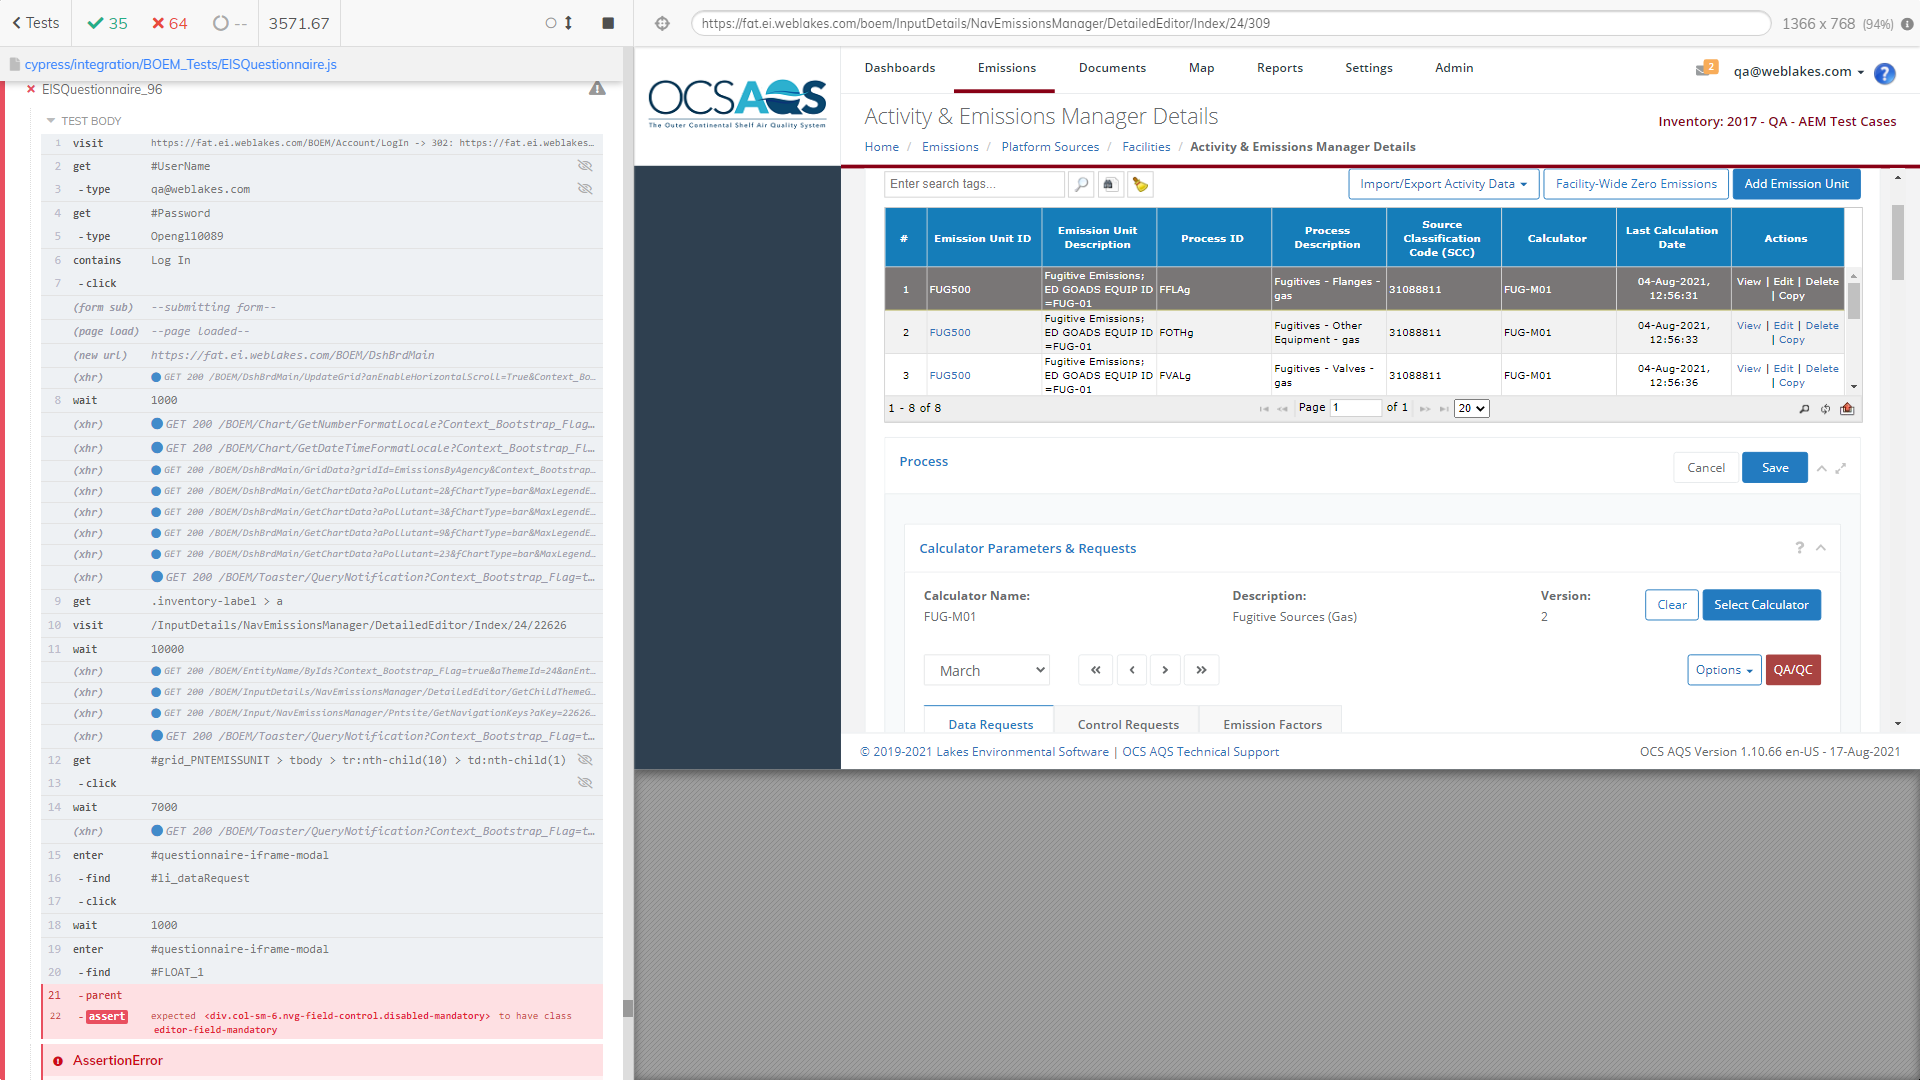 Tests
35
64
--
3571.67
https://fat.ei.weblakes.com/boem/InputDetails/NavEmissionsManager/DetailedEditor/Index/24/309
1366 x 768 (94%)
cypress/integration/BOEM_Tests/EISQuestionnaire.js
EISQuestionnaire_96
TEST BODY
1 visit https://fat.ei.weblakes.com/BOEM/Account/LogIn -> 302: https://fat.ei.weblakes...
2 get #UserName
3 -type qa@weblakes.com
4 get #Password
5 -type Opengl10089
6 contains Log In
7 -click
(form sub) --submitting form--
(page load) --page loaded--
(new url) https://fat.ei.weblakes.com/BOEM/DshBrdMain
(xhr) GET 200 /BOEM/DshBrdMain/UpdateGrid?anEnableHorizontalScroll=True&Context_Bo...
8 wait 1000
(xhr) GET 200 /BOEM/Chart/GetNumberFormatLocale?Context_Bootstrap_Flag...
(xhr) GET 200 /BOEM/Chart/GetDateTimeFormatLocale?Context_Bootstrap_Fl...
(xhr) GET 200 /BOEM/DshBrdMain/GridData?gridId=EmissionsByAgency&Context_Bootstrap...
(xhr) GET 200 /BOEM/DshBrdMain/GetChartData?aPollutant=2&fChartType=bar&MaxLegendE...
(xhr) GET 200 /BOEM/DshBrdMain/GetChartData?aPollutant=3&fChartType=bar&MaxLegendE...
(xhr) GET 200 /BOEM/DshBrdMain/GetChartData?aPollutant=9&fChartType=bar&MaxLegendE...
(xhr) GET 200 /BOEM/DshBrdMain/GetChartData?aPollutant=23&fChartType=bar&MaxLegend...
(xhr) GET 200 /BOEM/Toaster/QueryNotification?Context_Bootstrap_Flag=t...
9 get .inventory-label > a
10 visit /InputDetails/NavEmissionsManager/DetailedEditor/Index/24/22626
11 wait 10000
(xhr) GET 200 /BOEM/EntityName/ByIds?Context_Bootstrap_Flag=true&aThemeId=24&anEnt...
(xhr) GET 200 /BOEM/InputDetails/NavEmissionsManager/DetailedEditor/GetChildThemeG...
(xhr) GET 200 /BOEM/Input/NavEmissionsManager/Pntsite/GetNavigationKeys?aKey=22626...
(xhr) GET 200 /BOEM/Toaster/QueryNotification?Context_Bootstrap_Flag=t...
12 get #grid_PNTEMISSUNIT > tbody > tr:nth-child(10) > td:nth-child(1)
13 -click
14 wait 7000
(xhr) GET 200 /BOEM/Toaster/QueryNotification?Context_Bootstrap_Flag=t...
15 enter #questionnaire-iframe-modal
16 -find #li_dataRequest
17 -click
18 wait 1000
19 enter #questionnaire-iframe-modal
20 -find #FLOAT_1
21 -parent
22 -assert expected <div.col-sm-6.nvg-field-control.disabled-mandatory> to have class
editor-field-mandatory
AssertionError
OCSAQS
The Outer Continental Shelf Air Quality System
Dashboards Emissions Documents Map Reports Settings Admin
2
qa@weblakes.com
?
Activity & Emissions Manager Details
Inventory: 2017 - QA - AEM Test Cases
Home / Emissions / Platform Sources / Facilities / Activity & Emissions Manager Details
Enter search tags...
Import/Export Activity Data
Facility-Wide Zero Emissions
Add Emission Unit
# Emission Unit ID Emission Unit Description Process ID Process Description Source Classification Code (SCC) Calculator Last Calculation Date Actions
1 FUG500 Fugitive Emissions; ED GOADS EQUIP ID =FUG-01 FFLAg Fugitives - Flanges - gas 31088811 FUG-M01 04-Aug-2021, 12:56:31 View | Edit | Delete | Copy
2 FUG500 Fugitive Emissions; ED GOADS EQUIP ID =FUG-01 FOTHg Fugitives - Other Equipment - gas 31088811 FUG-M01 04-Aug-2021, 12:56:33 View | Edit | Delete | Copy
3 FUG500 Fugitive Emissions; ED GOADS EQUIP ID =FUG-01 FVALg Fugitives - Valves - gas 31088811 FUG-M01 04-Aug-2021, 12:56:36 View | Edit | Delete | Copy
1 - 8 of 8
Page 1 of 1
20
Process
Cancel
Save
Calculator Parameters & Requests
?
Calculator Name: Description: Version:
FUG-M01 Fugitive Sources (Gas) 2
Clear
Select Calculator
March
Options
QA/QC
Data Requests Control Requests Emission Factors
© 2019-2021 Lakes Environmental Software | OCS AQS Technical Support
OCS AQS Version 1.10.66 en-US - 17-Aug-2021